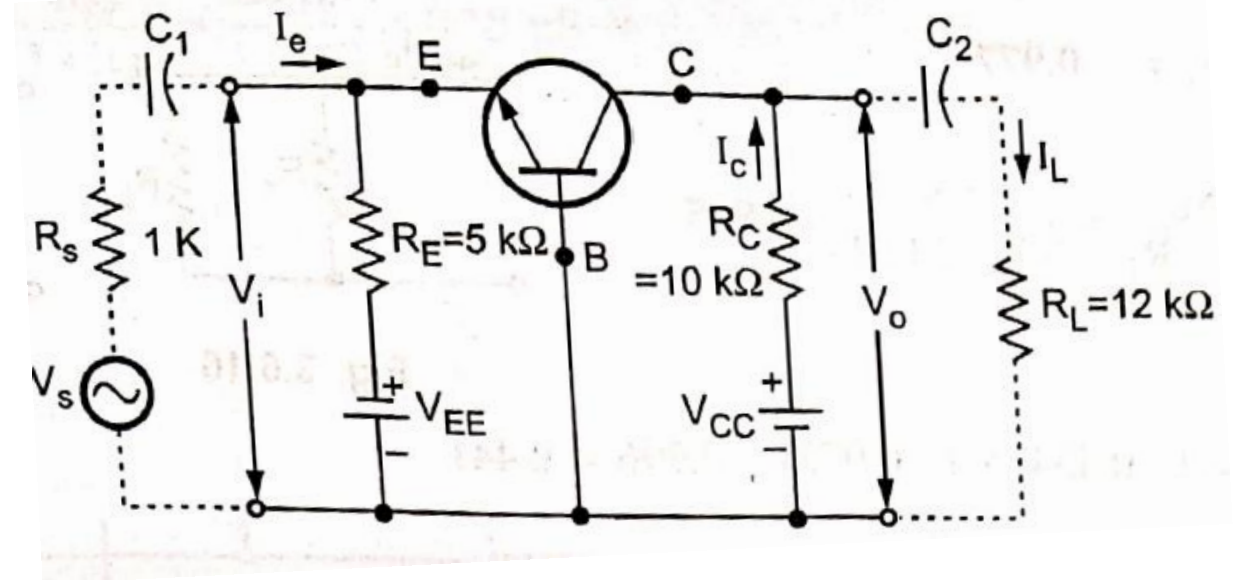 C1
Ie
E
C
C2
Ic
IL
Rs
1 K
Vi
RE=5 kΩ
B
RC
=10 kΩ
Vo
RL=12 kΩ
Vs
+
VEE
−
+
VCC
−